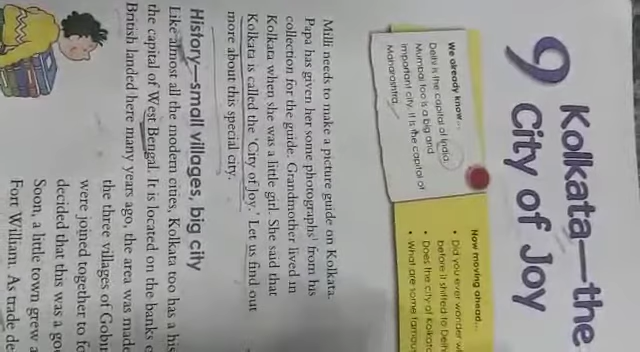 9 Kolkata—the
City of Joy
We already know...
Delhi is the capital of India.
Mumbai too is a big and
important city. It is the capital of
Maharashtra.
Now moving ahead...
• Did you ever wonder
before it shifted to Delhi
• Does the city of Kolkata
• What are some famous
Milli needs to make a picture guide on Kolkata.
Papa has given her some photographs from his
collection for the guide. Grandmother lived in
Kolkata when she was a little girl. She said that
Kolkata is called the 'City of Joy.' Let us find out
more about this special city.
History—small villages, big city
Like almost all the modern cities, Kolkata too has a his
the capital of West Bengal. It is located on the banks o
British landed here many years ago, the area was made
the three villages of Gobin
were joined together to fo
decided that this was a go
Soon, a little town grew a
Fort William. As trade de